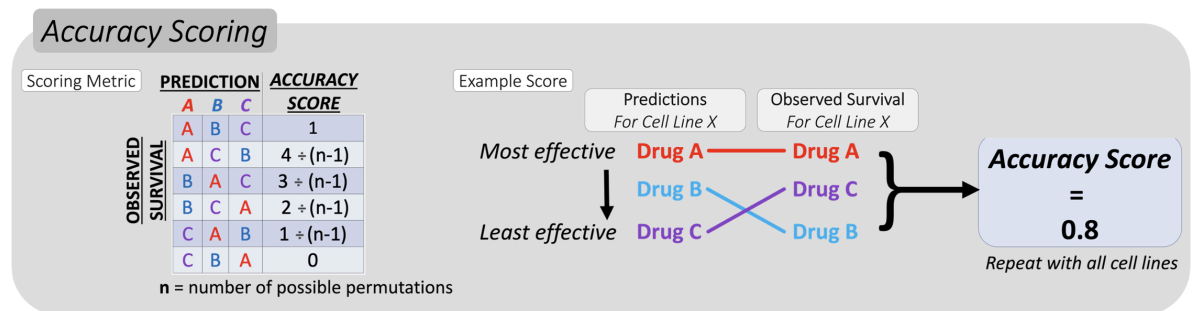 Accuracy Scoring
Scoring Metric
PREDICTION ACCURACY
SCORE
A B C
OBSERVED
SURVIVAL
A B C 1
A C B 4 ÷(n-1)
B A C 3 ÷(n-1)
B C A 2 ÷(n-1)
C A B 1 ÷(n-1)
C B A 0
n = number of possible permutations
Example Score
Predictions
For Cell Line X
Observed Survival
For Cell Line X
Most effective Drug A Drug A
Drug B Drug C
Least effective Drug C Drug B
Accuracy Score
=
0.8
Repeat with all cell lines